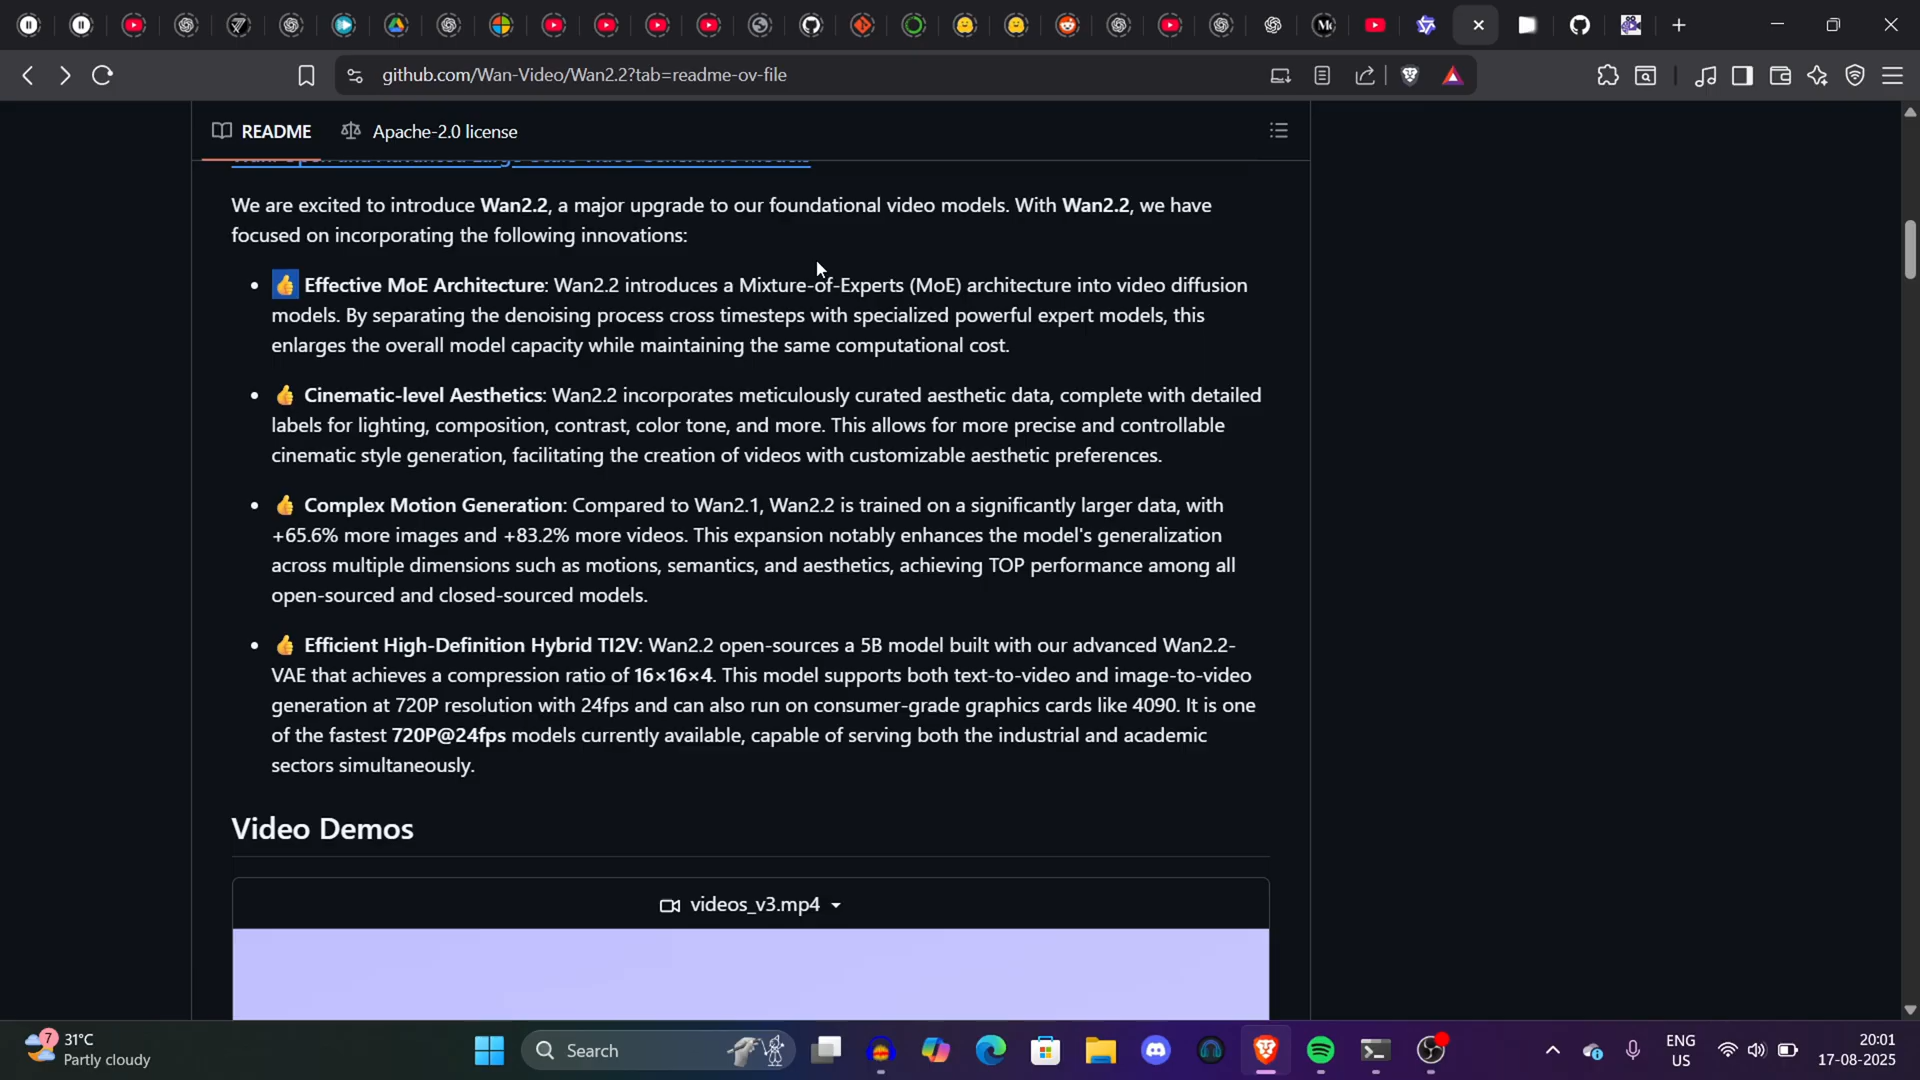 github.com/Wan-Video/Wan2.2?tab=readme-ov-file
README
Apache-2.0 license
We are excited to introduce Wan2.2, a major upgrade to our foundational video models. With Wan2.2, we have
focused on incorporating the following innovations:
• 👍 Effective MoE Architecture: Wan2.2 introduces a Mixture-of-Experts (MoE) architecture into video diffusion
models. By separating the denoising process cross timesteps with specialized powerful expert models, this
enlarges the overall model capacity while maintaining the same computational cost.
• 👍 Cinematic-level Aesthetics: Wan2.2 incorporates meticulously curated aesthetic data, complete with detailed
labels for lighting, composition, contrast, color tone, and more. This allows for more precise and controllable
cinematic style generation, facilitating the creation of videos with customizable aesthetic preferences.
• 👍 Complex Motion Generation: Compared to Wan2.1, Wan2.2 is trained on a significantly larger data, with
+65.6% more images and +83.2% more videos. This expansion notably enhances the model's generalization
across multiple dimensions such as motions, semantics, and aesthetics, achieving TOP performance among all
open-sourced and closed-sourced models.
• 👍 Efficient High-Definition Hybrid TI2V: Wan2.2 open-sources a 5B model built with our advanced Wan2.2-
VAE that achieves a compression ratio of 16×16×4. This model supports both text-to-video and image-to-video
generation at 720P resolution with 24fps and can also run on consumer-grade graphics cards like 4090. It is one
of the fastest 720P@24fps models currently available, capable of serving both the industrial and academic
sectors simultaneously.
Video Demos
videos_v3.mp4
7
31°C
Partly cloudy
Search
ENG
US
20:01
17-08-2025